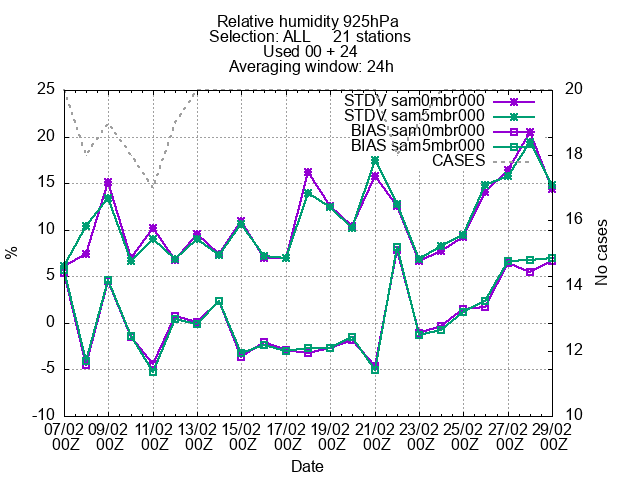 Relative humidity 925hPa
Selection: ALL 21 stations
Used 00 + 24
Averaging window: 24h
25
20
15
10
5
0
-5
-10
%
20
18
16
14
12
10
No cases
STDV sam0mbr000
STDV sam5mbr000
BIAS sam0mbr000
BIAS sam5mbr000
CASES
07/02 09/02 11/02 13/02 15/02 17/02 19/02 21/02 23/02 25/02 27/02 29/02
00Z 00Z 00Z 00Z 00Z 00Z 00Z 00Z 00Z 00Z 00Z 00Z
Date